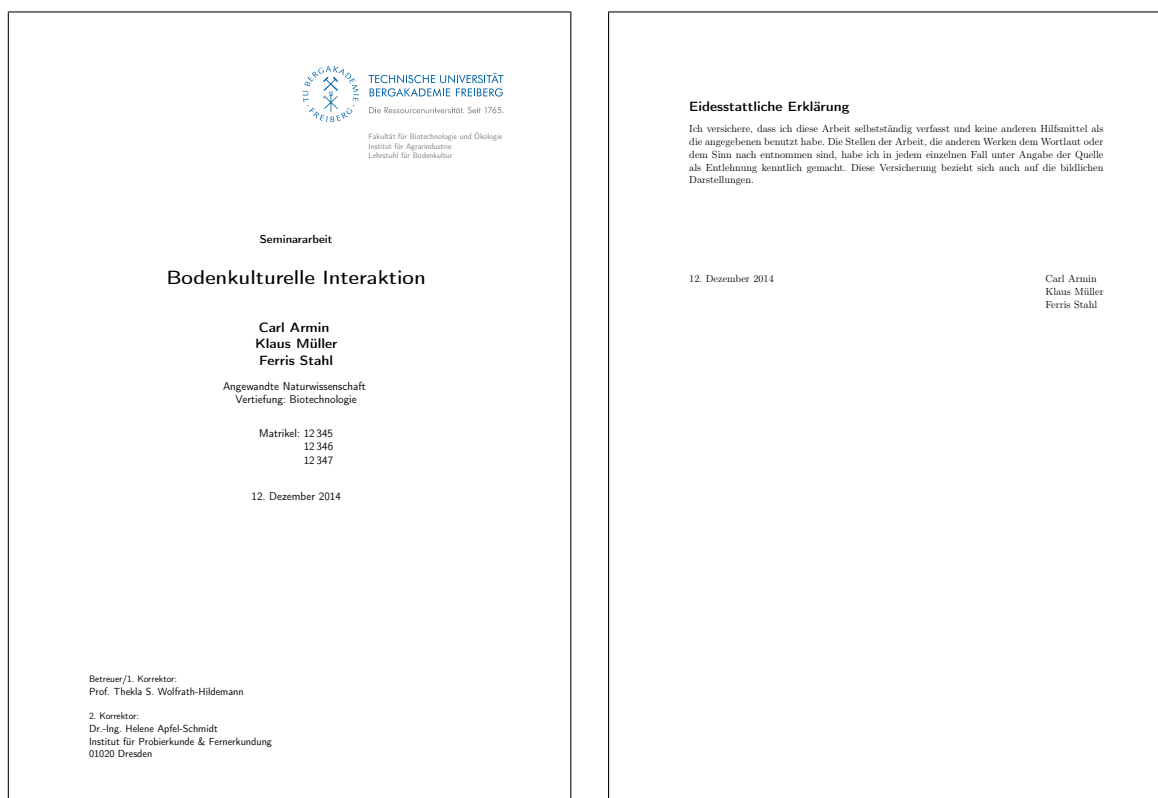 TU BERGAKADEMIE
FREIBERG
TECHNISCHE UNIVERSITÄT
BERGAKADEMIE FREIBERG
Die Ressourcenuniversität. Seit 1765.
Fakultät für Biotechnologie und Ökologie
Institut für Agrarindustrie
Lehrstuhl für Bodenkultur
Seminararbeit
Bodenkulturelle Interaktion
Carl Armin
Klaus Müller
Ferris Stahl
Angewandte Naturwissenschaft
Vertiefung: Biotechnologie
Matrikel: 12 345
12 346
12 347
12. Dezember 2014
Betreuer/1. Korrektor:
Prof. Thekla S. Wolfrath-Hildemann
2. Korrektor:
Dr.-Ing. Helene Apfel-Schmidt
Institut für Probierkunde & Fernerkundung
01020 Dresden
Eidesstattliche Erklärung
Ich versichere, dass ich diese Arbeit selbstständig verfasst und keine anderen Hilfsmittel als
die angegebenen benutzt habe. Die Stellen der Arbeit, die anderen Werken dem Wortlaut oder
dem Sinn nach entnommen sind, habe ich in jedem einzelnen Fall unter Angabe der Quelle
als Entlehnung kenntlich gemacht. Diese Versicherung bezieht sich auch auf die bildlichen
Darstellungen.
12. Dezember 2014
Carl Armin
Klaus Müller
Ferris Stahl